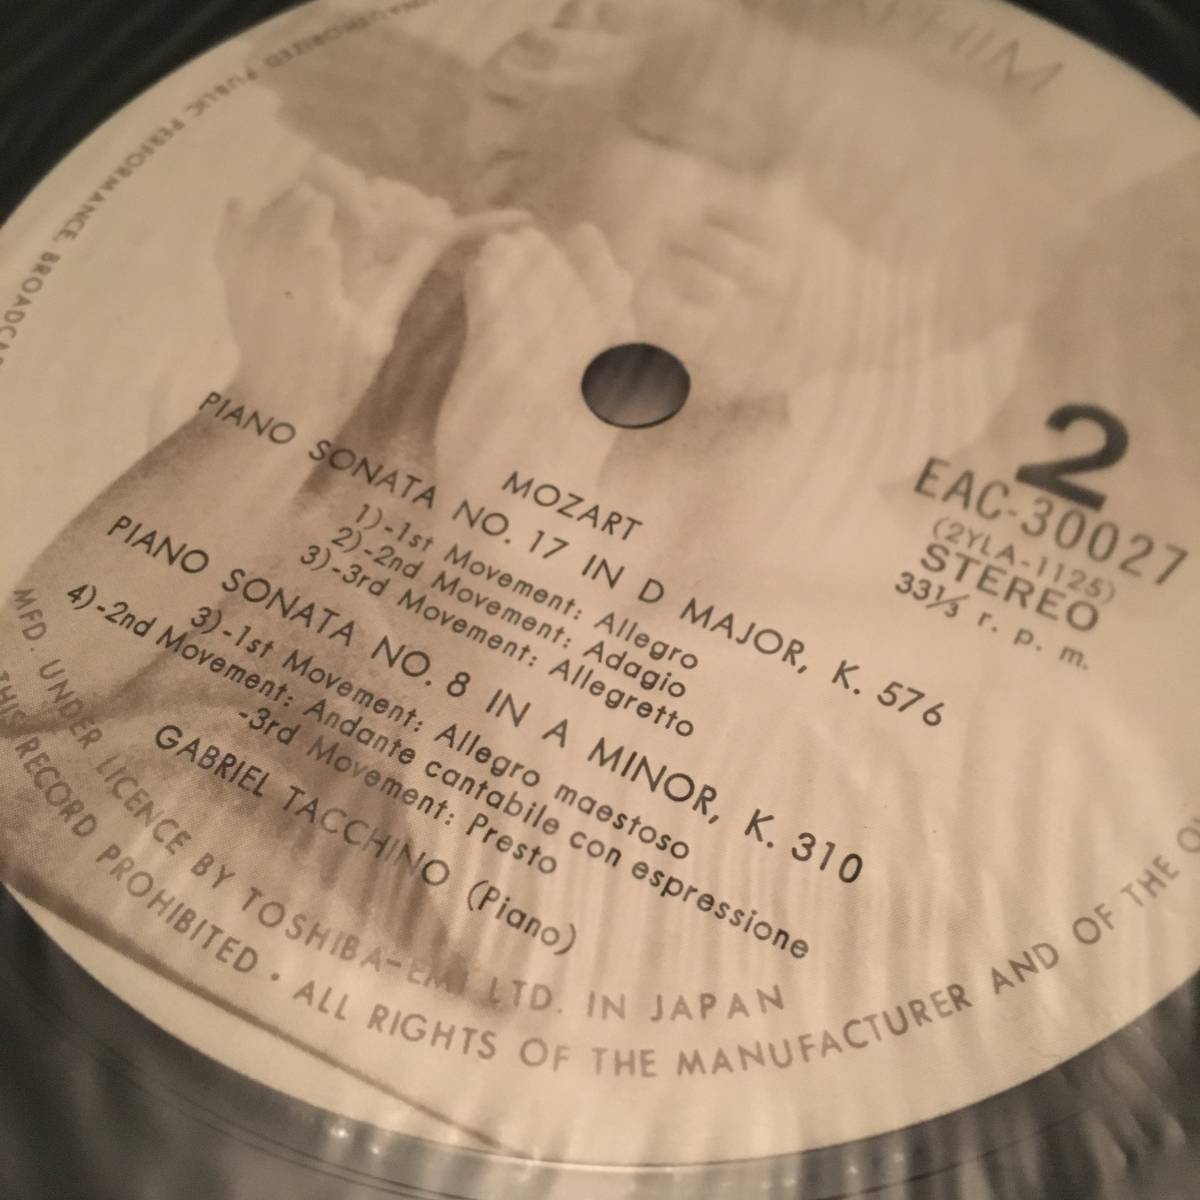 2
EAC-30027
(2YLA-1125)
STEREO
33⅓ r. p. m.
MOZART
PIANO SONATA NO. 17 IN D MAJOR, K. 576
1)-1st Movement: Allegro
2)-2nd Movement: Adagio
3)-3rd Movement: Allegretto
PIANO SONATA NO. 8 IN A MINOR, K. 310
3)-1st Movement: Allegro maestoso
4)-2nd Movement: Andante cantabile con espressione
-3rd Movement: Presto
GABRIEL TACCHINO (Piano)
MFD. UNDER LICENCE BY TOSHIBA-EMI LTD. IN JAPAN
ALL RIGHTS OF THE MANUFACTURER AND OF THE
PUBLIC PERFORMANCE,
THIS RECORD PROHIBITED •